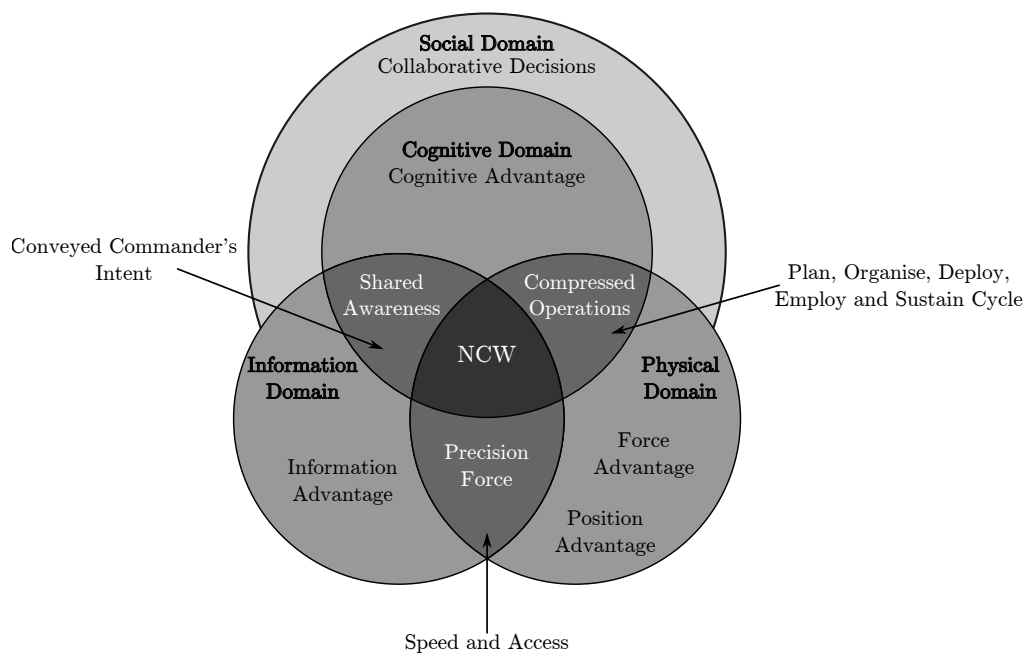 Social Domain
Collaborative Decisions
Cognitive Domain
Cognitive Advantage
Conveyed Commander's
Intent
Shared
Awareness
Compressed
Operations
Plan, Organise, Deploy,
Employ and Sustain Cycle
NCW
Information
Domain
Physical
Domain
Information
Advantage
Precision
Force
Force
Advantage
Position
Advantage
Speed and Access